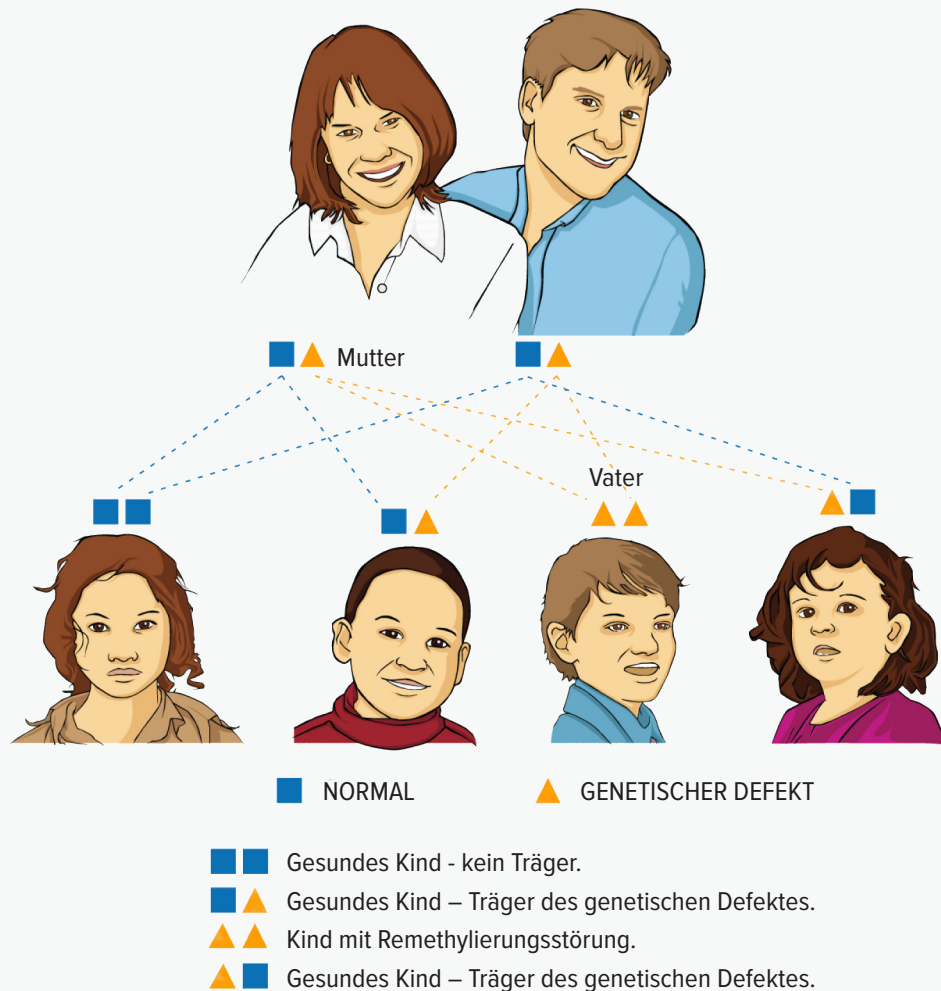 Mutter
Vater
NORMAL
GENETISCHER DEFEKT
Gesundes Kind - kein Träger.
Gesundes Kind – Träger des genetischen Defektes.
Kind mit Remethylierungsstörung.
Gesundes Kind – Träger des genetischen Defektes.